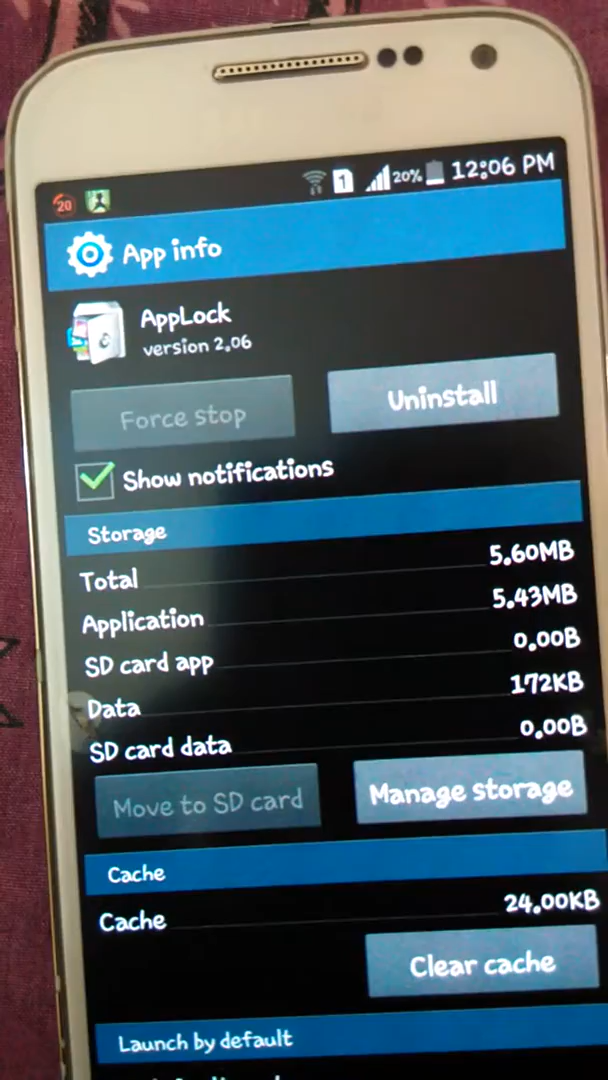 20
1 20% 12:06 PM
App info
AppLock
version 2.06
Force stop
Uninstall
Show notifications
Storage
Total 5.60MB
Application 5.43MB
SD card app 0.00B
Data 172KB
SD card data 0.00B
Move to SD card
Manage storage
Cache
Cache 24.00KB
Clear cache
Launch by default